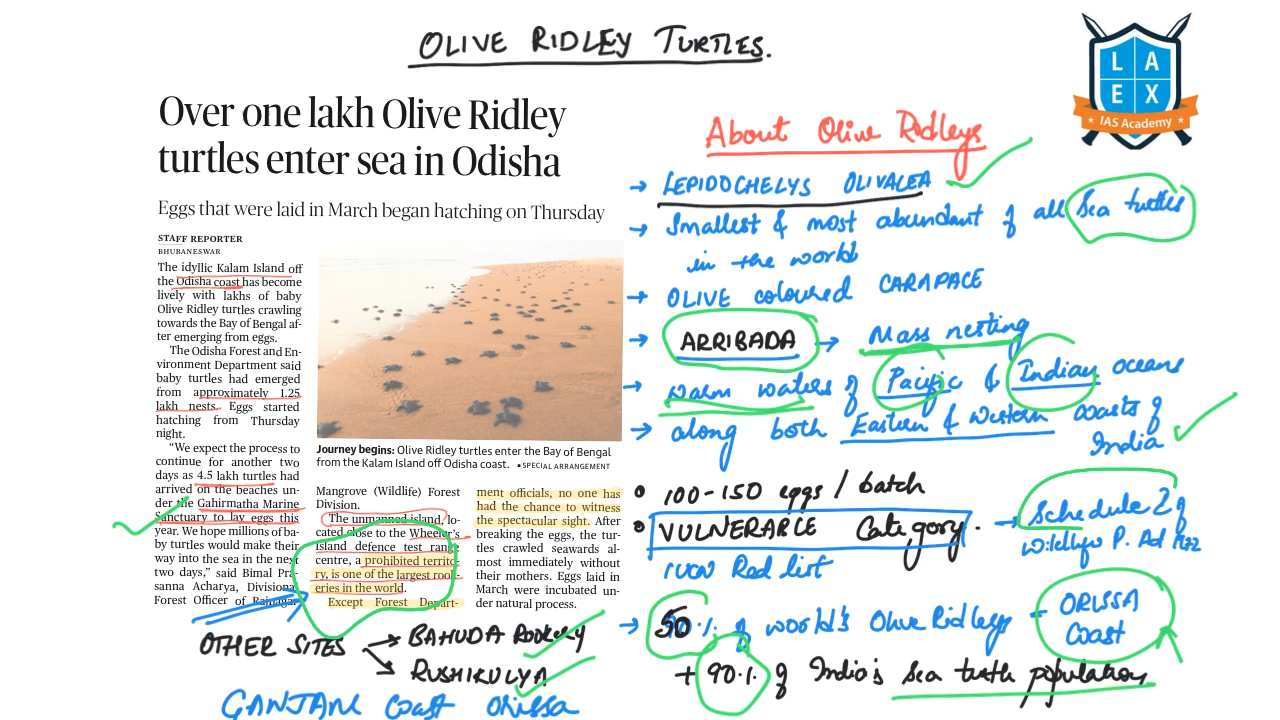 OLIVE RIDLEY TURTLES.
L A
E X
IAS Academy
Over one lakh Olive Ridley
turtles enter sea in Odisha
Eggs that were laid in March began hatching on Thursday
STAFF REPORTER
BHUBANESWAR
The idyllic Kalam Island off
the Odisha coast has become
lively with lakhs of baby
Olive Ridley turtles crawling
towards the Bay of Bengal af-
ter emerging from eggs.
The Odisha Forest and En-
vironment Department said
baby turtles had emerged
from approximately 1.25
lakh nests. Eggs started
hatching from Thursday
night.
"We expect the process to
continue for another two
days as 4.5 lakh turtles had
arrived on the beaches un-
der the Gahirmatha Marine
Sanctuary to lay eggs this
year. We hope millions of ba-
by turtles would make their
way into the sea in the next
two days," said Bimal Pra-
sanna Acharya, Divisional
Forest Officer of Rajnagar
Journey begins: Olive Ridley turtles enter the Bay of Bengal
from the Kalam Island off Odisha coast. ▪SPECIAL ARRANGEMENT
Mangrove (Wildlife) Forest
Division.
The unmanned island, lo-
cated close to the Wheeler's
Island defence test range
centre, a prohibited territo-
ry, is one of the largest rook-
eries in the world.
Except Forest Depart-
ment officials, no one has
had the chance to witness
the spectacular sight. After
breaking the eggs, the tur-
tles crawled seawards al-
most immediately without
their mothers. Eggs laid in
March were incubated un-
der natural process.
OTHER SITES → BAHUDA ROOKERY
→ RUSHIKULYA
GANJAM Coast Orissa
About Olive Ridleys
→ LEPIDOCHELYS OLIVALEA
→ Smallest & most abundant of all Sea turtles
in the world
→ OLIVE coloured CARAPACE
→ ARRIBADA → Mass nesting
→ warm waters of Pacific & Indian oceans
→ along both Eastern & Western coasts of
India
• 100-150 eggs / batch
• VULNERABLE Category. → Schedule 2 of
Wildlife P. Act 1972
IUCN Red list
→ 50% of world's Olive Ridleys → ORISSA
Coast
+ 90% of India's Sea turtle population